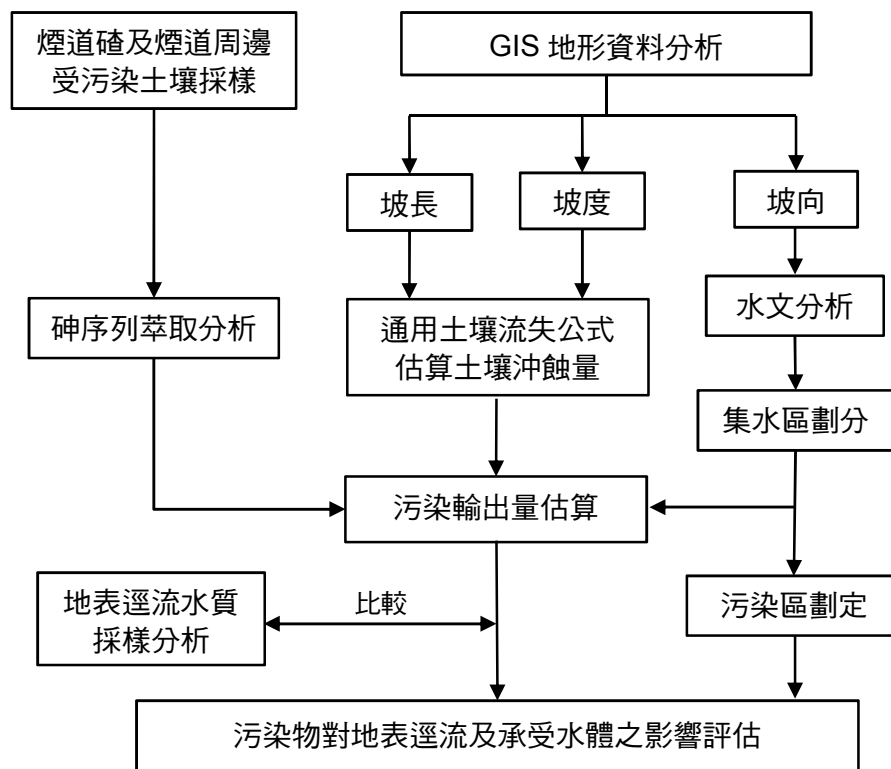 煙道碴及煙道周邊
受污染土壤採樣
GIS 地形資料分析
坡長
坡度
坡向
砷序列萃取分析
通用土壤流失公式
估算土壤沖蝕量
水文分析
集水區劃分
污染輸出量估算
地表逕流水質
採樣分析
比較
污染區劃定
污染物對地表逕流及承受水體之影響評估